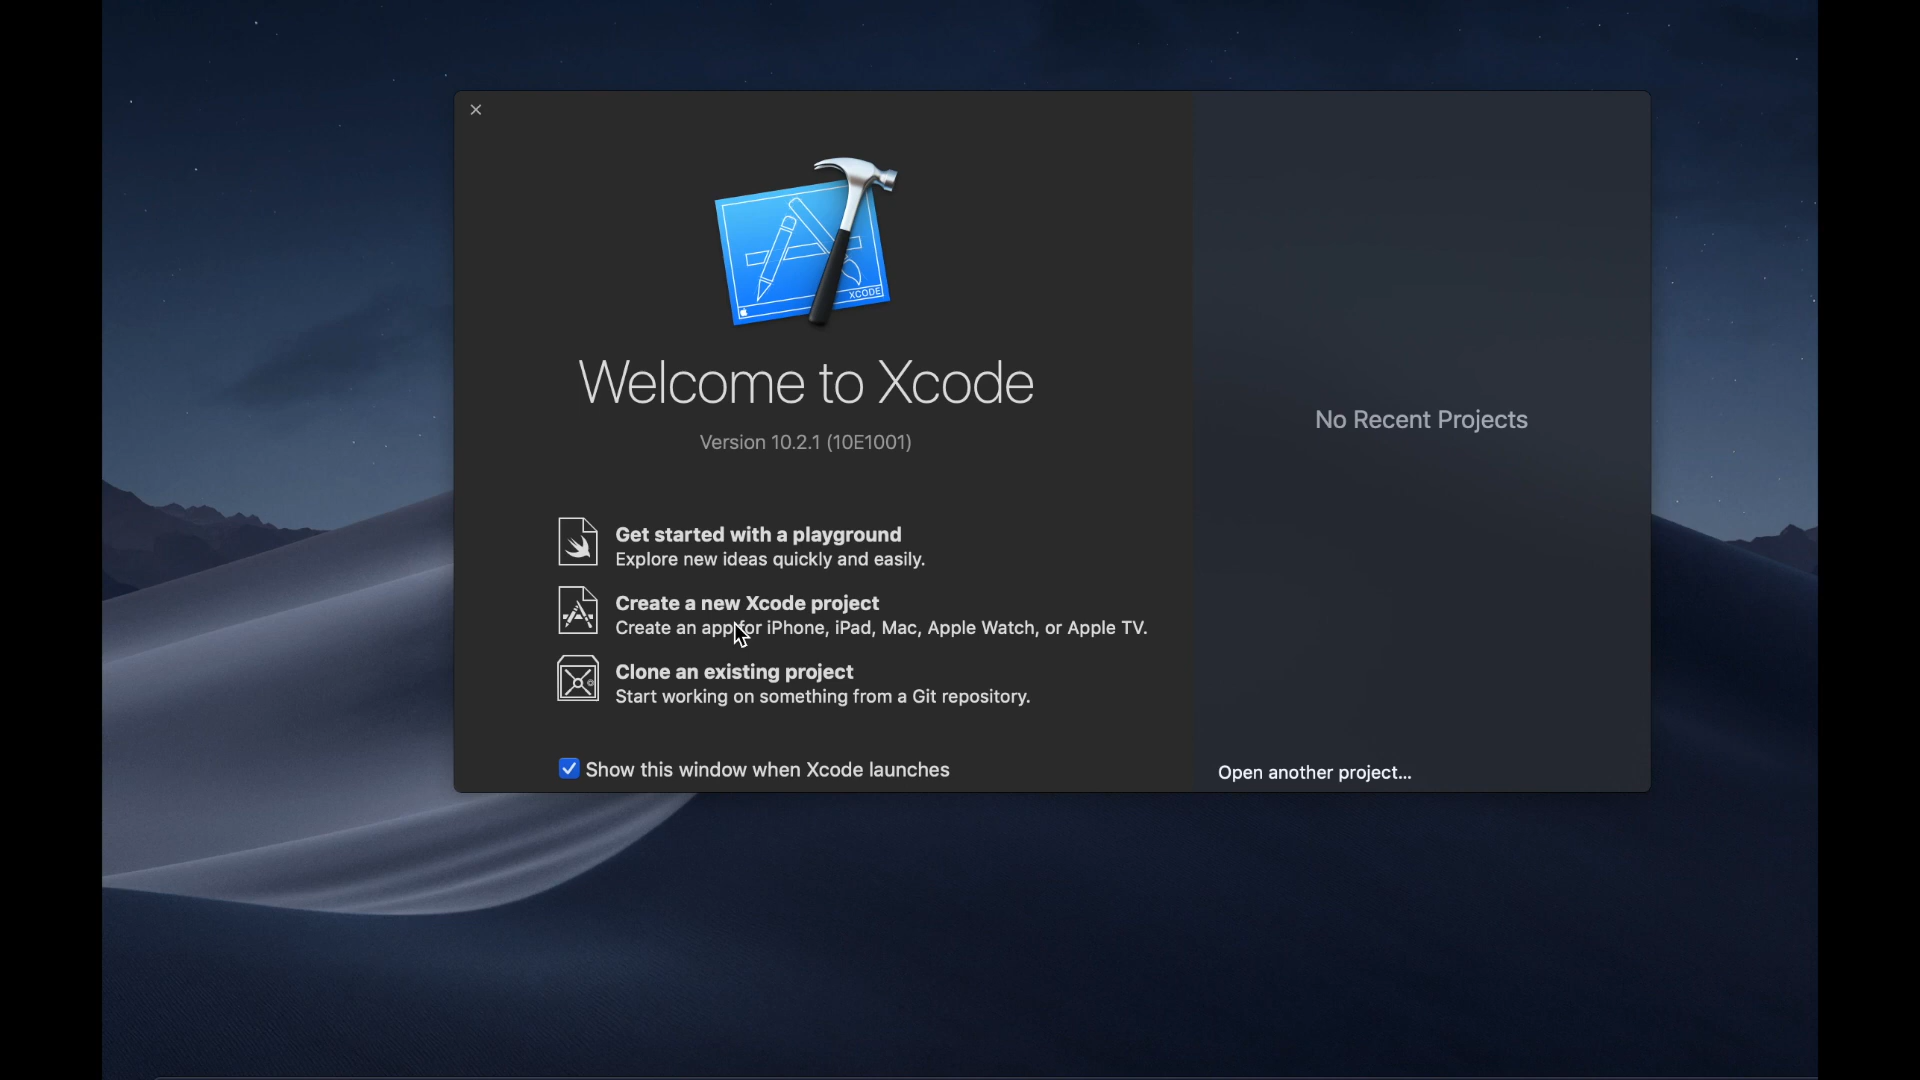 XCODE
Welcome to Xcode
Version 10.2.1 (10E1001)
Get started with a playground
Explore new ideas quickly and easily.
Create a new Xcode project
Create an app for iPhone, iPad, Mac, Apple Watch, or Apple TV.
Clone an existing project
Start working on something from a Git repository.
Show this window when Xcode launches
No Recent Projects
Open another project...